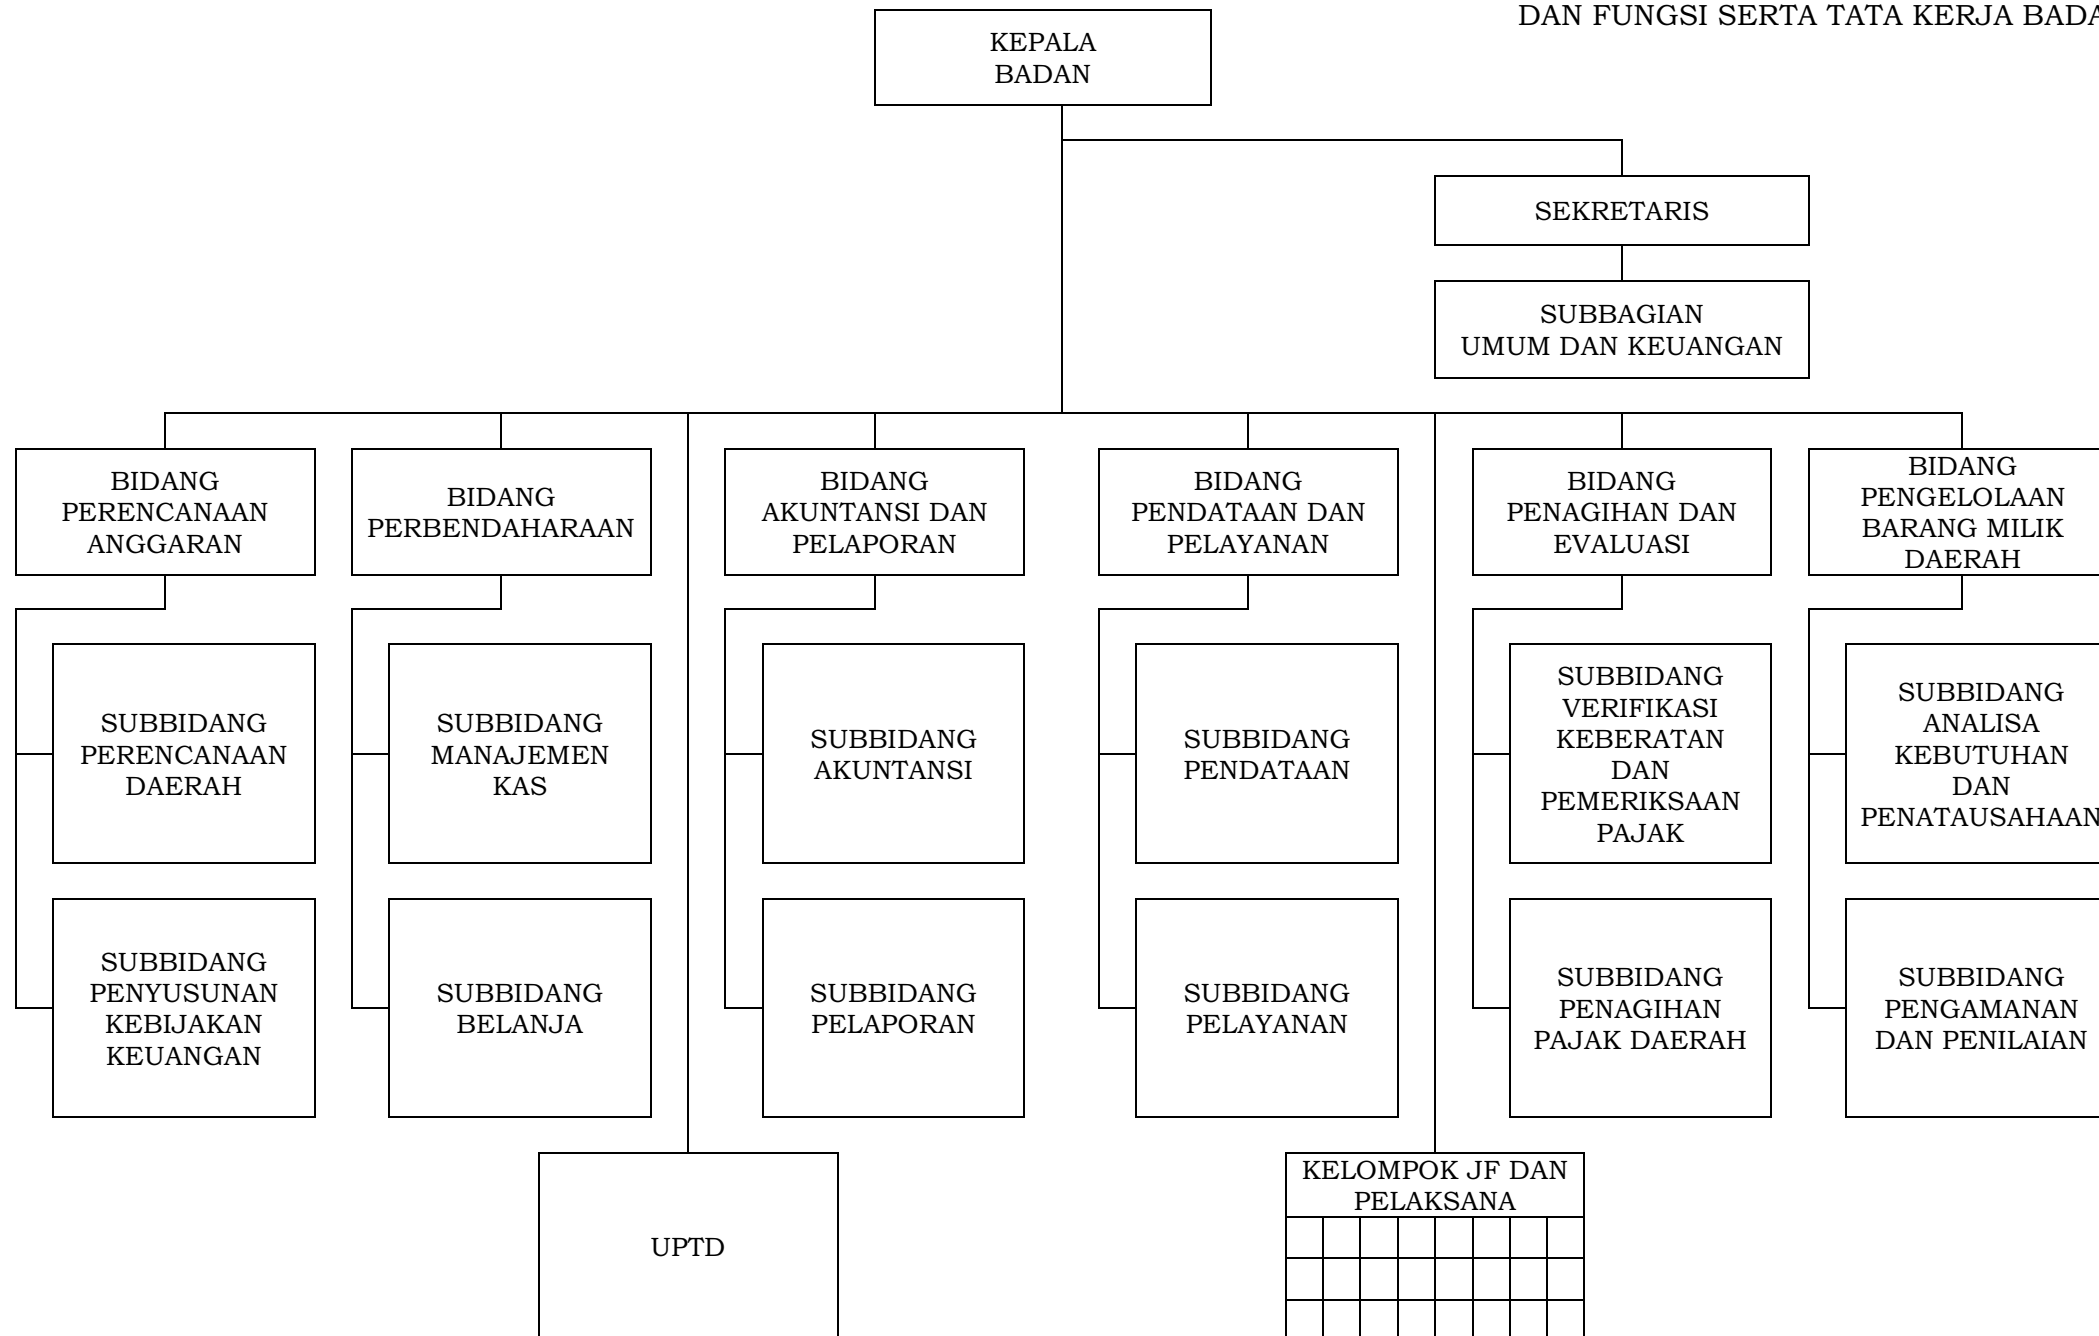 DAN FUNGSI SERTA TATA KERJA BADA
KEPALA
BADAN
SEKRETARIS
SUBBAGIAN
UMUM DAN KEUANGAN
BIDANG
PERENCANAAN
ANGGARAN
BIDANG
PERBENDAHARAAN
BIDANG
AKUNTANSI DAN
PELAPORAN
BIDANG
PENDATAAN DAN
PELAYANAN
BIDANG
PENAGIHAN DAN
EVALUASI
BIDANG
PENGELOLAAN
BARANG MILIK
DAERAH
SUBBIDANG
PERENCANAAN
DAERAH
SUBBIDANG
MANAJEMEN
KAS
SUBBIDANG
AKUNTANSI
SUBBIDANG
PENDATAAN
SUBBIDANG
VERIFIKASI
KEBERATAN
DAN
PEMERIKSAAN
PAJAK
SUBBIDANG
ANALISA
KEBUTUHAN
DAN
PENATAUSAHAAN
SUBBIDANG
PENYUSUNAN
KEBIJAKAN
KEUANGAN
SUBBIDANG
BELANJA
SUBBIDANG
PELAPORAN
SUBBIDANG
PELAYANAN
SUBBIDANG
PENAGIHAN
PAJAK DAERAH
SUBBIDANG
PENGAMANAN
DAN PENILAIAN
UPTD
KELOMPOK JF DAN
PELAKSANA